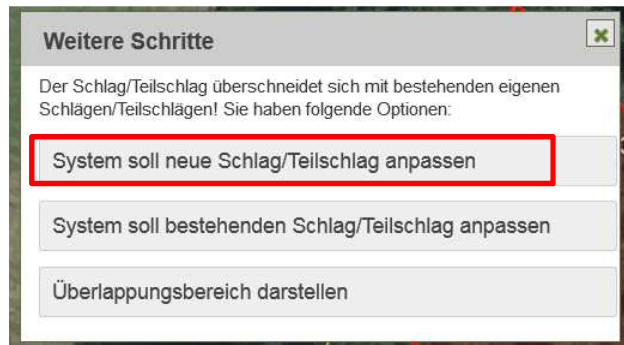 Weitere Schritte
Der Schlag/Teilschlag überschneidet sich mit bestehenden eigenen
Schlägen/Teilschlägen! Sie haben folgende Optionen:
System soll neue Schlag/Teilschlag anpassen
System soll bestehenden Schlag/Teilschlag anpassen
Überlappungsbereich darstellen